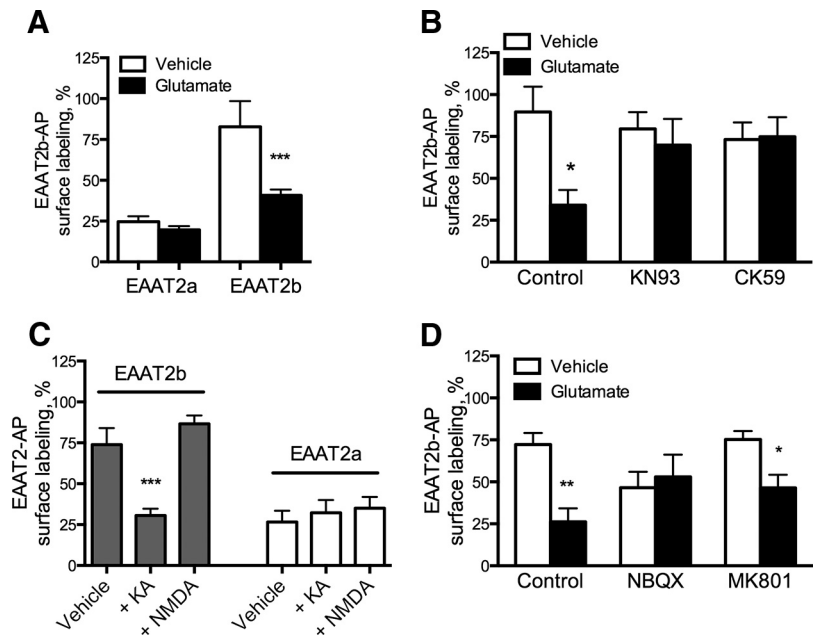 A
EAAT2b-AP
surface labeling, %
125
100
75
50
25
0
Vehicle
Glutamate
***
EAAT2a
EAAT2b
B
EAAT2b-AP
surface labeling, %
125
100
75
50
25
0
Vehicle
Glutamate
*
Control
KN93
CK59
C
EAAT2-AP
surface labeling, %
125
100
75
50
25
0
EAAT2b
***
EAAT2a
Vehicle
+ KA
+ NMDA
Vehicle
+ KA
+ NMDA
D
EAAT2b-AP
surface labeling, %
125
100
75
50
25
0
Vehicle
Glutamate
**
*
Control
NBQX
MK801